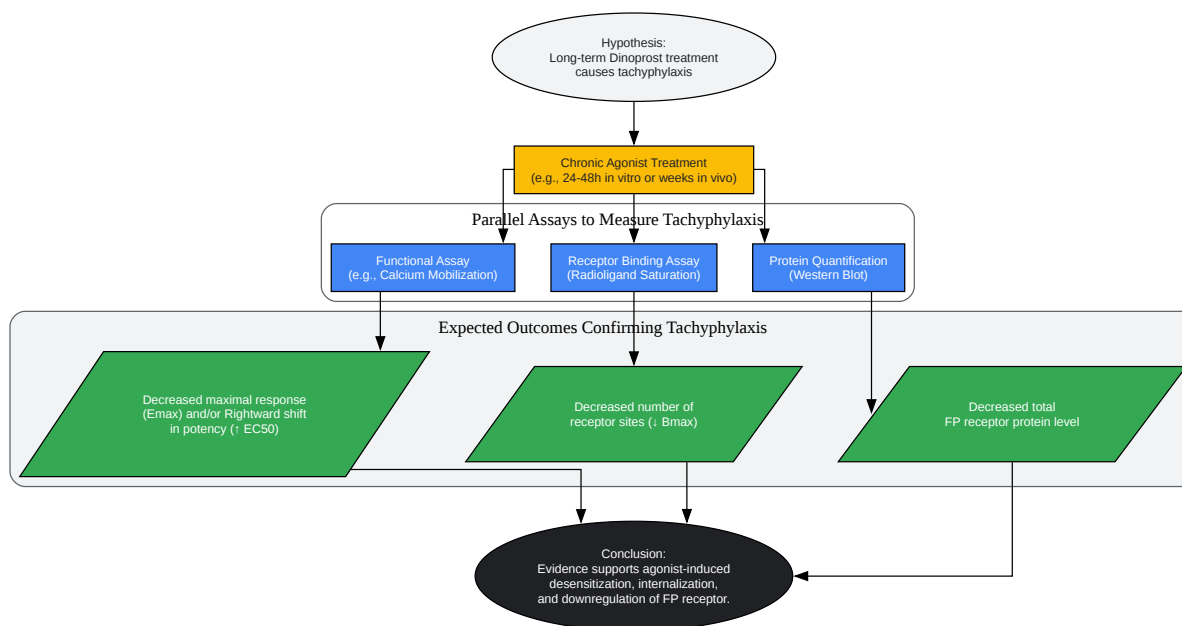 Hypothesis:
Long-term Dinoprost treatment
causes tachyphylaxis
Chronic Agonist Treatment
(e.g., 24-48h in vitro or weeks in vivo)
Parallel Assays to Measure Tachyphylaxis
Functional Assay
(e.g., Calcium Mobilization)
Receptor Binding Assay
(Radioligand Saturation)
Protein Quantification
(Western Blot)
Expected Outcomes Confirming Tachyphylaxis
Decreased maximal response
(Emax) and/or Rightward shift
in potency (↑ EC50)
Decreased number of
receptor sites (↓ Bmax)
Decreased total
FP receptor protein level
Conclusion:
Evidence supports agonist-induced
desensitization, internalization,
and downregulation of FP receptor.